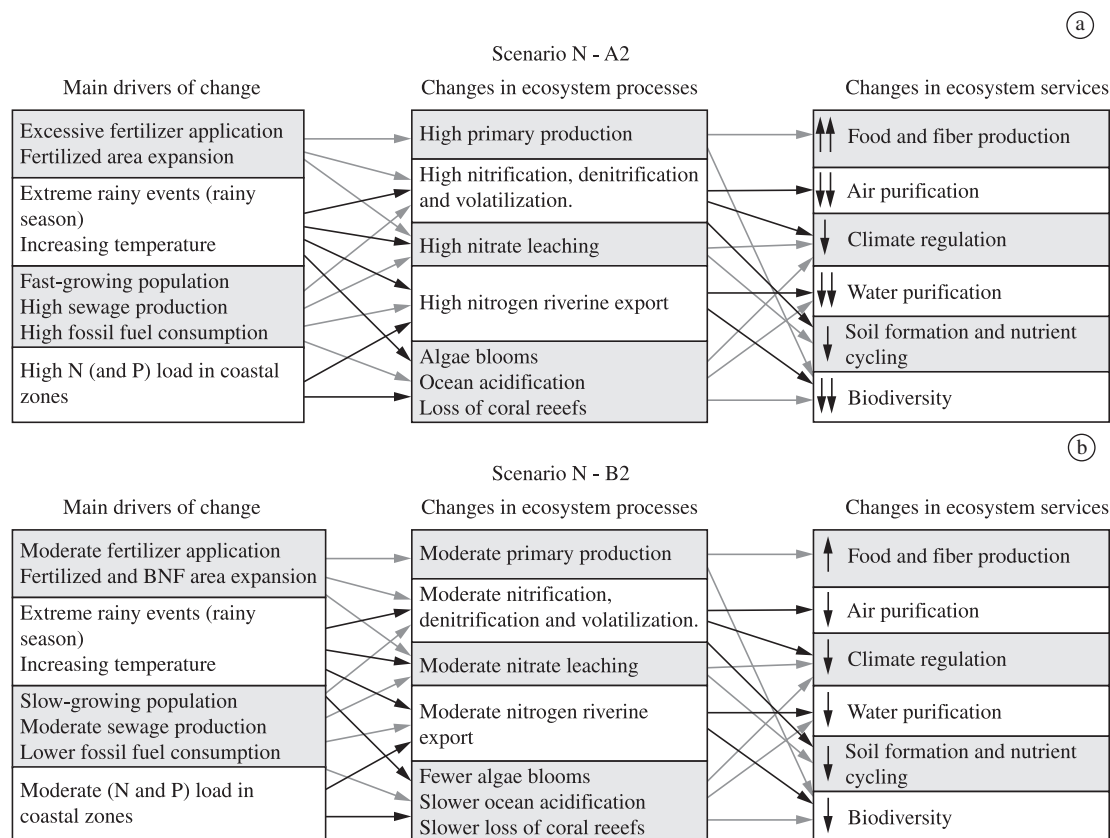 a
Scenario N - A2
Main drivers of change
Changes in ecosystem processes
Changes in ecosystem services
Excessive fertilizer application
Fertilized area expansion
Extreme rainy events (rainy
season)
Increasing temperature
Fast-growing population
High sewage production
High fossil fuel consumption
High N (and P) load in coastal
zones
High primary production
High nitrification, denitrification
and volatilization.
High nitrate leaching
High nitrogen riverine export
Algae blooms
Ocean acidification
Loss of coral reeefs
Food and fiber production
Air purification
Climate regulation
Water purification
Soil formation and nutrient
cycling
Biodiversity
b
Scenario N - B2
Main drivers of change
Changes in ecosystem processes
Changes in ecosystem services
Moderate fertilizer application
Fertilized and BNF area expansion
Extreme rainy events (rainy
season)
Increasing temperature
Slow-growing population
Moderate sewage production
Lower fossil fuel consumption
Moderate (N and P) load in
coastal zones
Moderate primary production
Moderate nitrification,
denitrification and volatilization.
Moderate nitrate leaching
Moderate nitrogen riverine
export
Fewer algae blooms
Slower ocean acidification
Slower loss of coral reeefs
Food and fiber production
Air purification
Climate regulation
Water purification
Soil formation and nutrient
cycling
Biodiversity